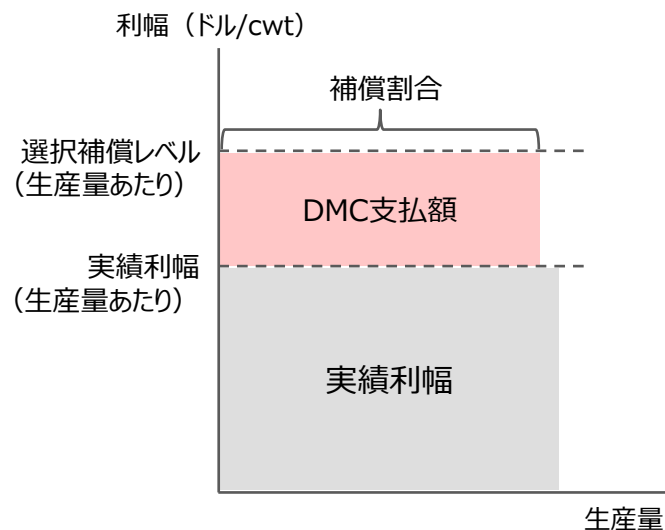 利幅（ドル/cwt）
補償割合
選択補償レベル
（生産量あたり）
DMC支払額
実績利幅
（生産量あたり）
実績利幅
生産量